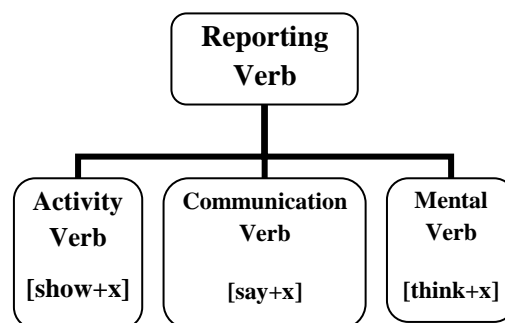 Reporting
Verb
Activity
Verb
[show+x]
Communication
Verb
[say+x]
Mental
Verb
[think+x]